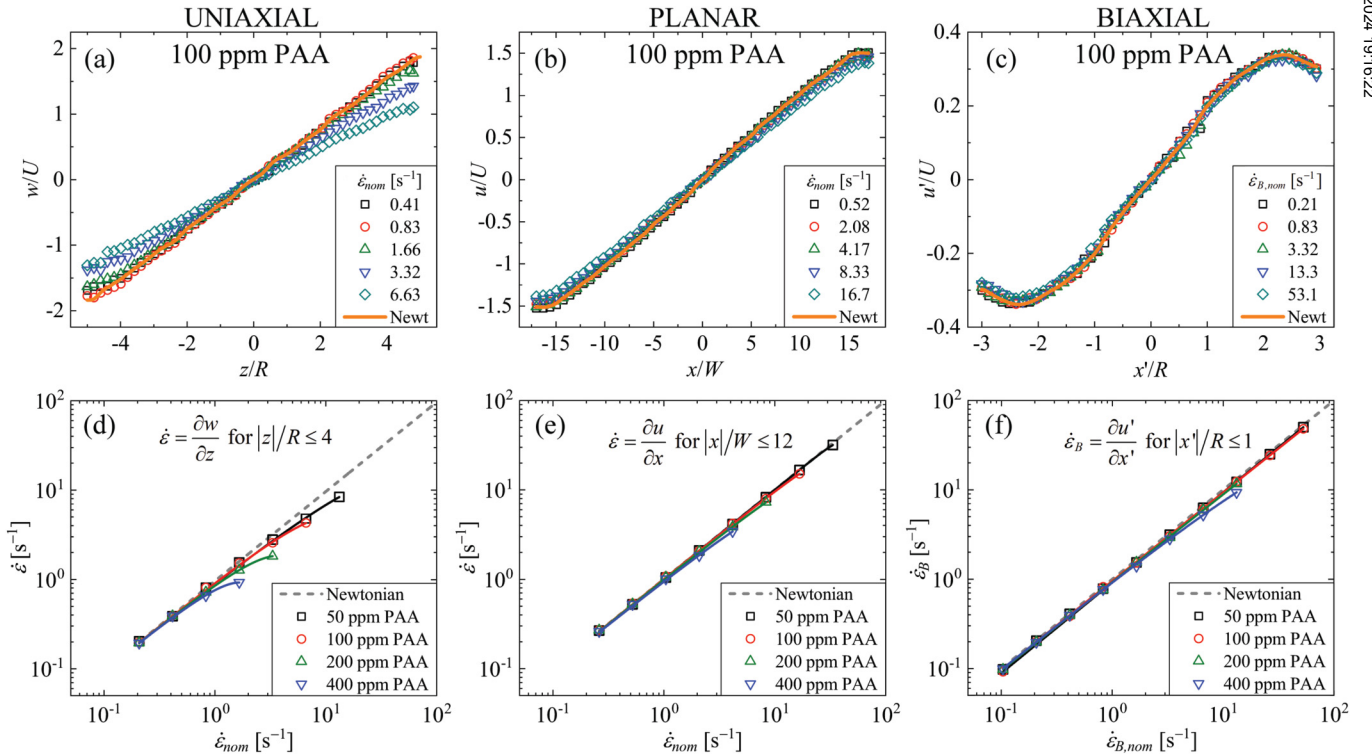 UNIAXIAL
PLANAR
BIAXIAL
2024 19:16:22
(a)
100 ppm PAA
2
1
0
-1
-2
w/U
-4
-2
0
2
4
z/R
ε̇nom [s⁻¹]
0.41
0.83
1.66
3.32
6.63
Newt
(b)
100 ppm PAA
1.5
1.0
0.5
0
-0.5
-1.0
-1.5
u/U
-15
-10
-5
0
5
10
15
x/W
ε̇nom [s⁻¹]
0.52
2.08
4.17
8.33
16.7
Newt
(c)
100 ppm PAA
0.4
0.2
0
-0.2
-0.4
u'/U
-3
-2
-1
0
1
2
3
x'/R
ε̇B,nom [s⁻¹]
0.21
0.83
3.32
13.3
53.1
Newt
(d)
ε̇ = ∂w/∂z for |z|/R ≤ 4
10²
10¹
10⁰
10⁻¹
ε̇ [s⁻¹]
Newtonian
50 ppm PAA
100 ppm PAA
200 ppm PAA
400 ppm PAA
10⁻¹
10⁰
10¹
10²
ε̇nom [s⁻¹]
(e)
ε̇ = ∂u/∂x for |x|/W ≤ 12
10²
10¹
10⁰
10⁻¹
ε̇ [s⁻¹]
Newtonian
50 ppm PAA
100 ppm PAA
200 ppm PAA
400 ppm PAA
10⁻¹
10⁰
10¹
10²
ε̇nom [s⁻¹]
(f)
ε̇B = ∂u'/∂x' for |x'|/R ≤ 1
10²
10¹
10⁰
10⁻¹
ε̇B [s⁻¹]
Newtonian
50 ppm PAA
100 ppm PAA
200 ppm PAA
400 ppm PAA
10⁻¹
10⁰
10¹
10²
ε̇B,nom [s⁻¹]